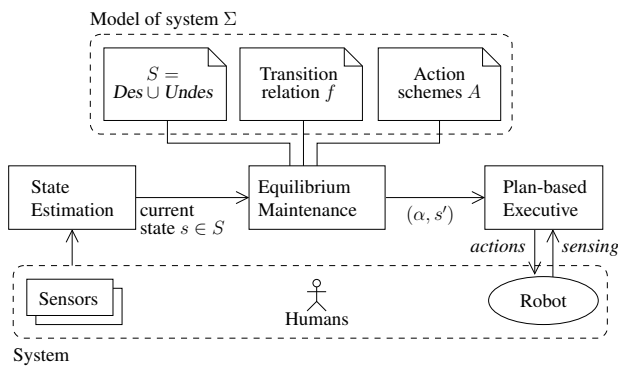 Model of system Σ
S =
Des ∪ Undes
Transition
relation f
Action
schemes A
State
Estimation
current
state s ∈ S
Equilibrium
Maintenance
(α, s′)
Plan-based
Executive
actions
sensing
Sensors
Humans
Robot
System